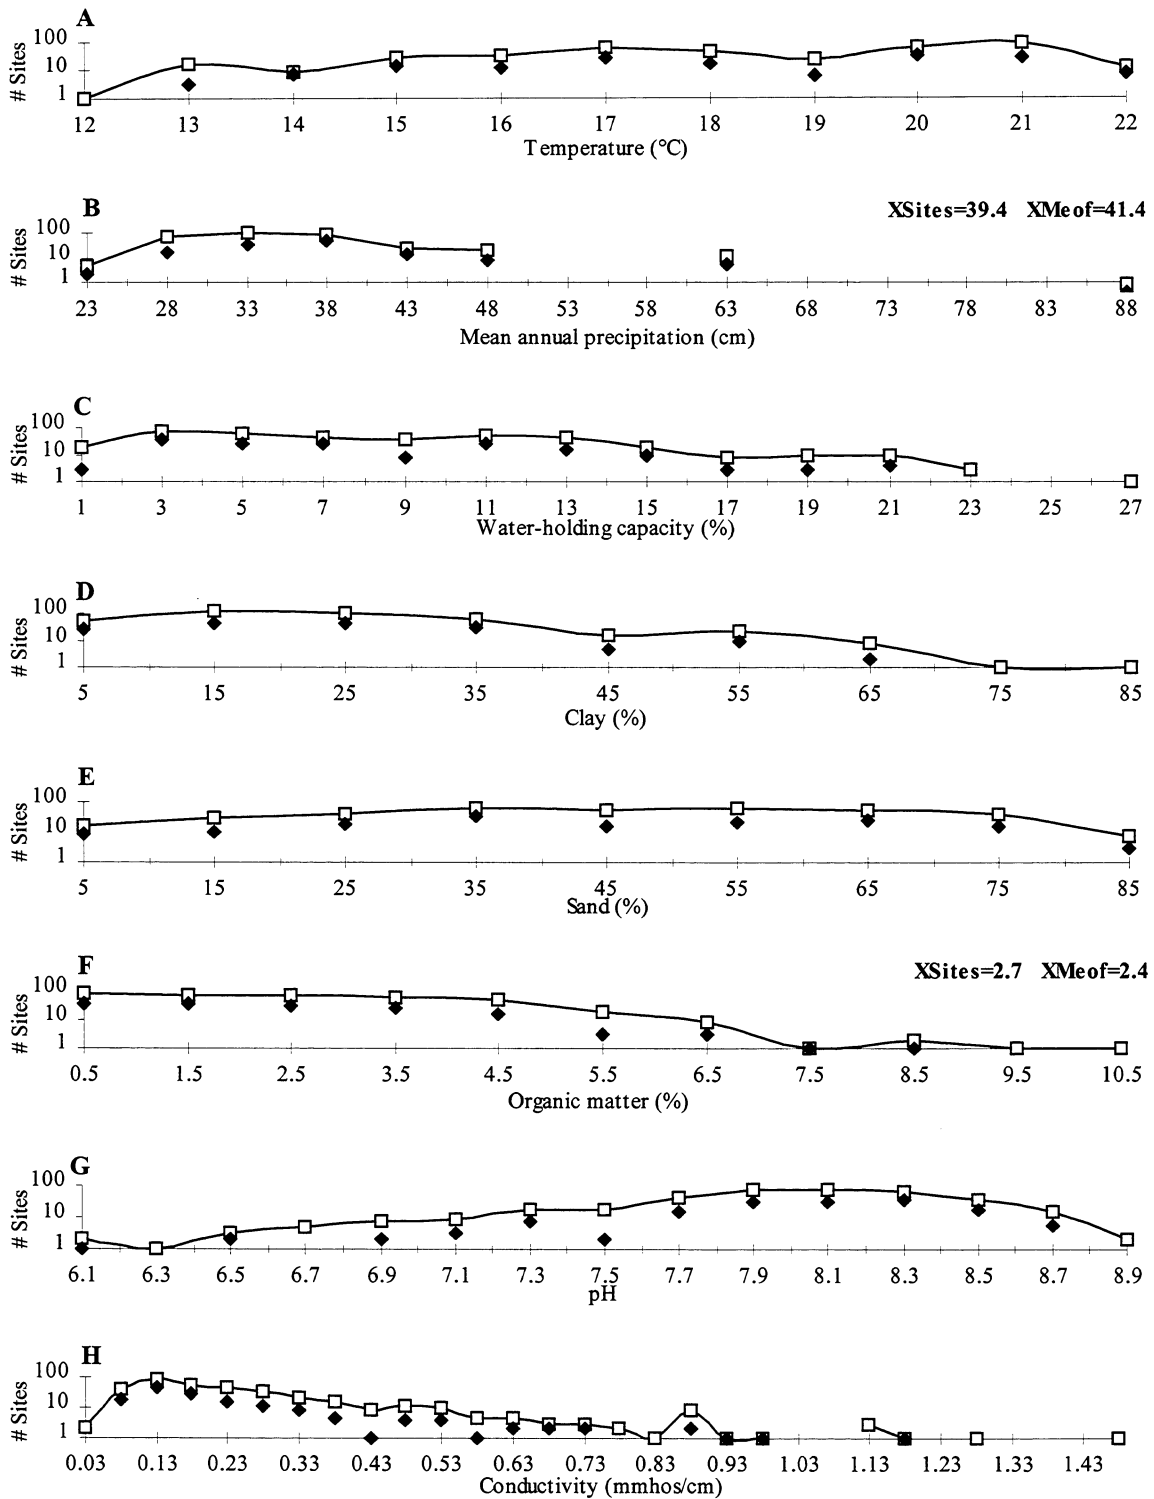 A
# Sites
100
10
1
12 13 14 15 16 17 18 19 20 21 22
Temperature (°C)
B
XSites=39.4 XMeof=41.4
# Sites
100
10
1
23 28 33 38 43 48 53 58 63 68 73 78 83 88
Mean annual precipitation (cm)
C
# Sites
100
10
1
1 3 5 7 9 11 13 15 17 19 21 23 25 27
Water-holding capacity (%)
D
# Sites
100
10
1
5 15 25 35 45 55 65 75 85
Clay (%)
E
# Sites
100
10
1
5 15 25 35 45 55 65 75 85
Sand (%)
F
XSites=2.7 XMeof=2.4
# Sites
100
10
1
0.5 1.5 2.5 3.5 4.5 5.5 6.5 7.5 8.5 9.5 10.5
Organic matter (%)
G
# Sites
100
10
1
6.1 6.3 6.5 6.7 6.9 7.1 7.3 7.5 7.7 7.9 8.1 8.3 8.5 8.7 8.9
pH
H
# Sites
100
10
1
0.03 0.13 0.23 0.33 0.43 0.53 0.63 0.73 0.83 0.93 1.03 1.13 1.23 1.33 1.43
Conductivity (mmhos/cm)